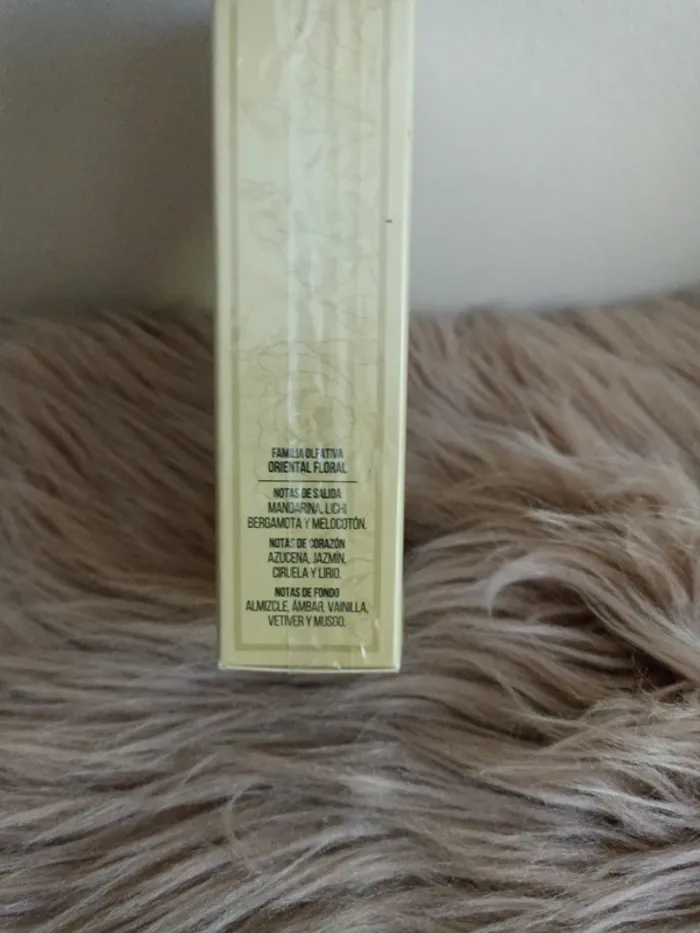 FAMILIA OLFATIVA
ORIENTAL FLORAL
NOTAS DE SALIDA
MANDARINA, LICHI
BERGAMOTA Y MELOCOTÓN.
NOTAS DE CORAZÓN
AZUCENA, JAZMÍN,
CIRUELA Y LIRIO.
NOTAS DE FONDO
ALMIZCLE, ÁMBAR, VAINILLA,
VETIVER Y MUSGO.